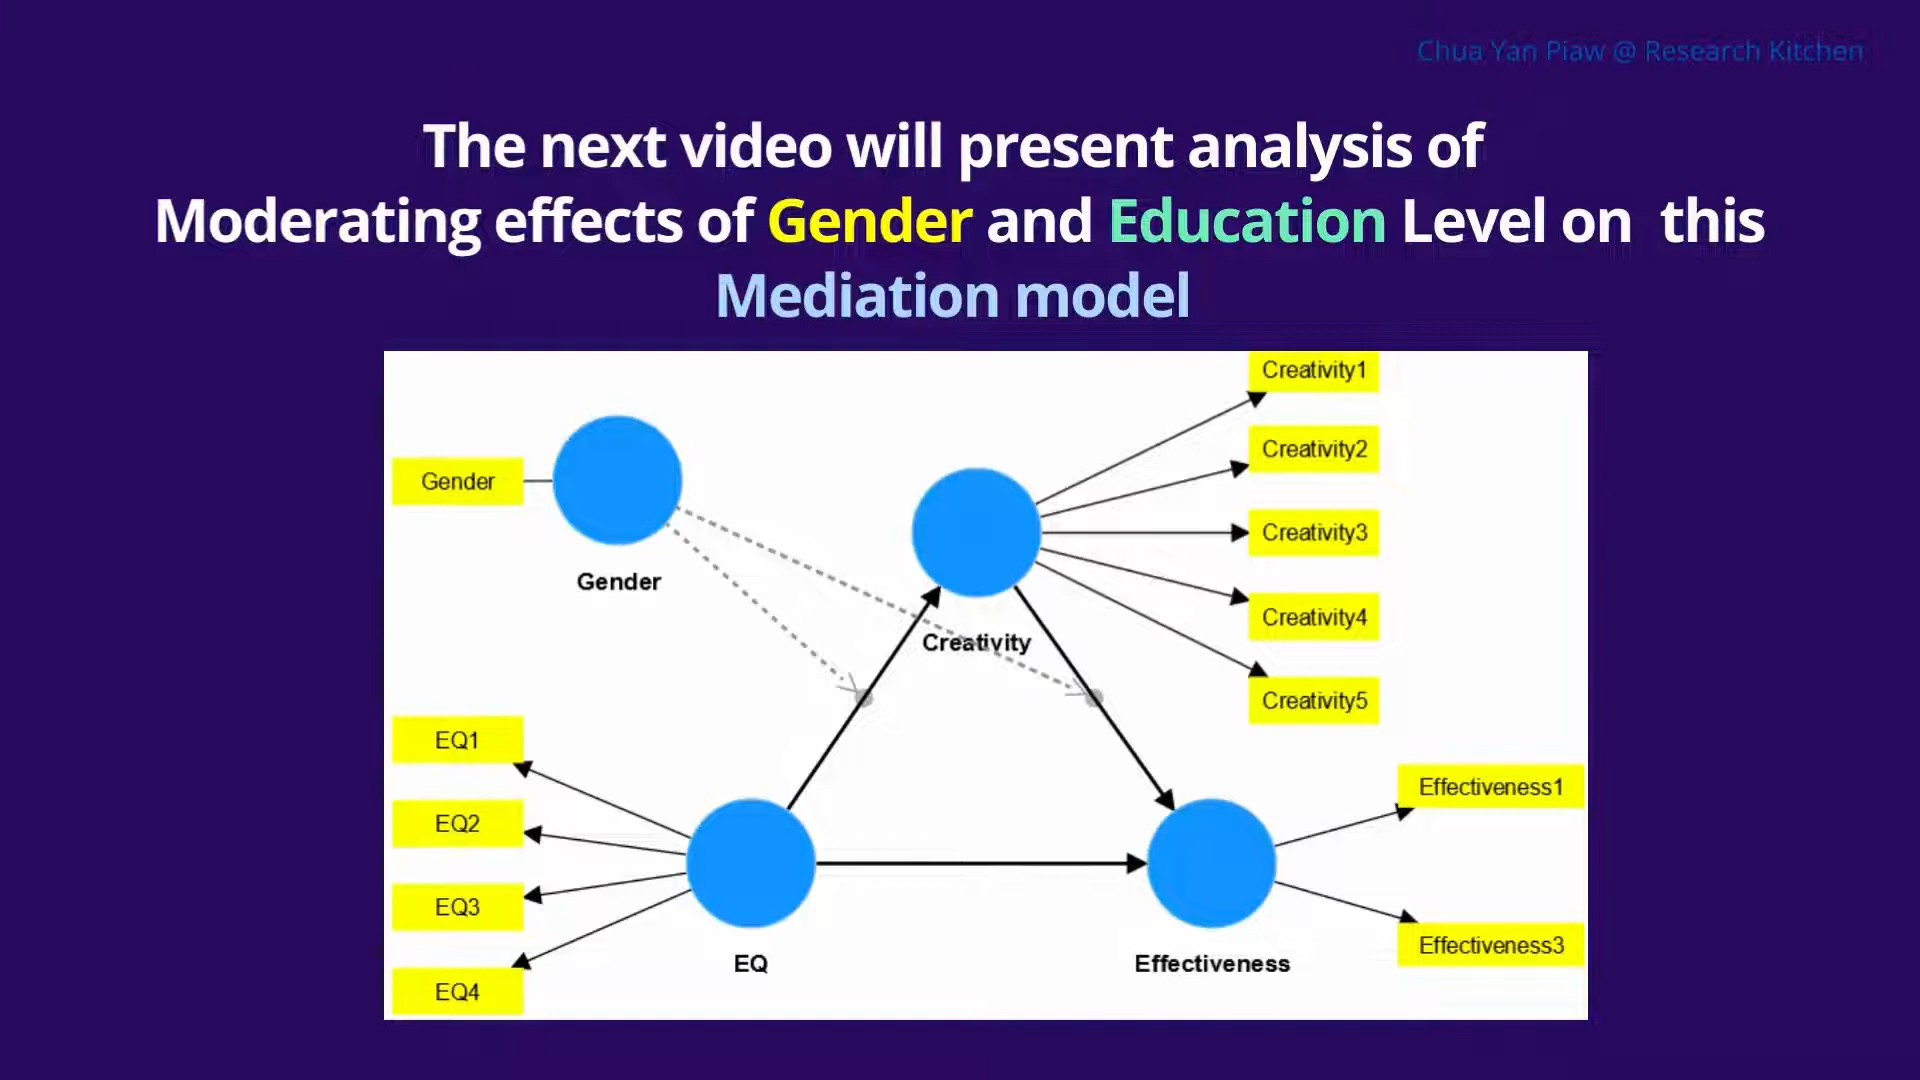 Chua Yan Piaw @ Research Kitchen
The next video will present analysis of
Moderating effects of Gender and Education Level on this
Mediation model
Creativity1
Creativity2
Gender
Creativity3
Gender
Creativity4
Creativity
Creativity5
EQ1
Effectiveness1
EQ2
EQ3
Effectiveness3
EQ
Effectiveness
EQ4